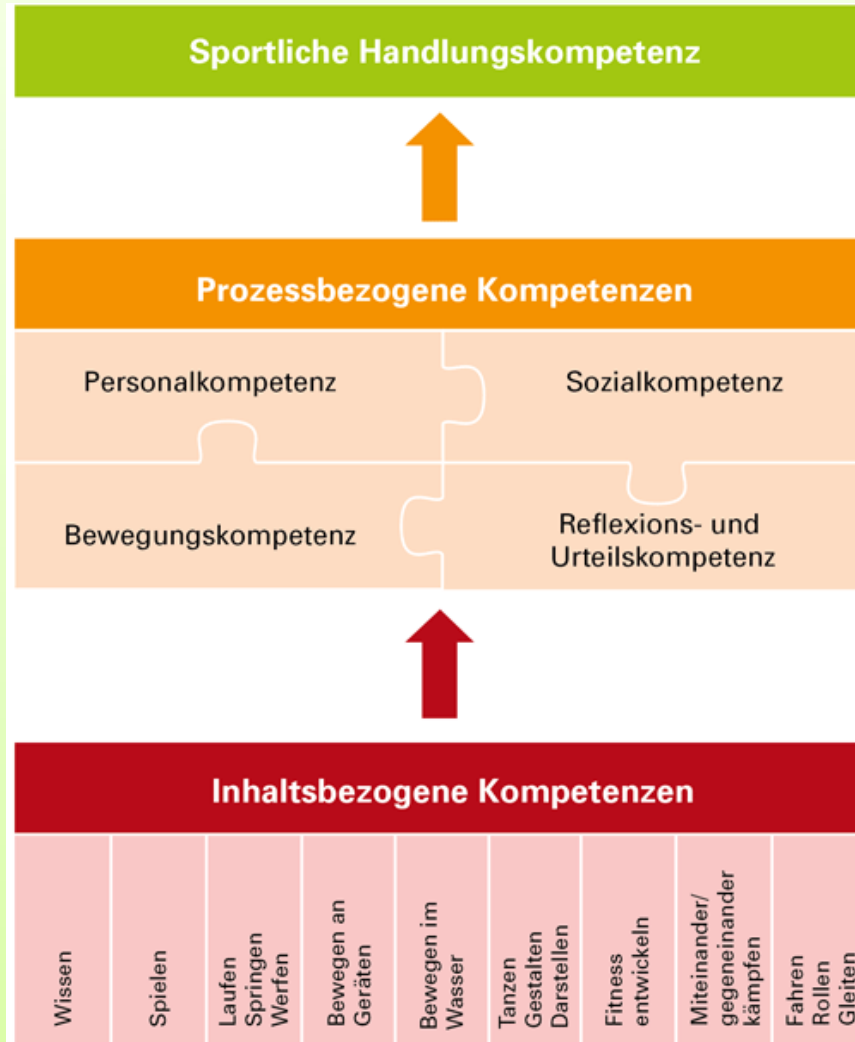 Sportliche Handlungskompetenz
Prozessbezogene Kompetenzen
Personalkompetenz
Sozialkompetenz
Bewegungskompetenz
Reflexions- und
Urteilskompetenz
Inhaltsbezogene Kompetenzen
Wissen
Spielen
Laufen
Springen
Werfen
Bewegen an
Geräten
Bewegen im
Wasser
Tanzen
Gestalten
Darstellen
Fitness
entwickeln
Miteinander/
gegeneinander
kämpfen
Fahren
Rollen
Gleiten